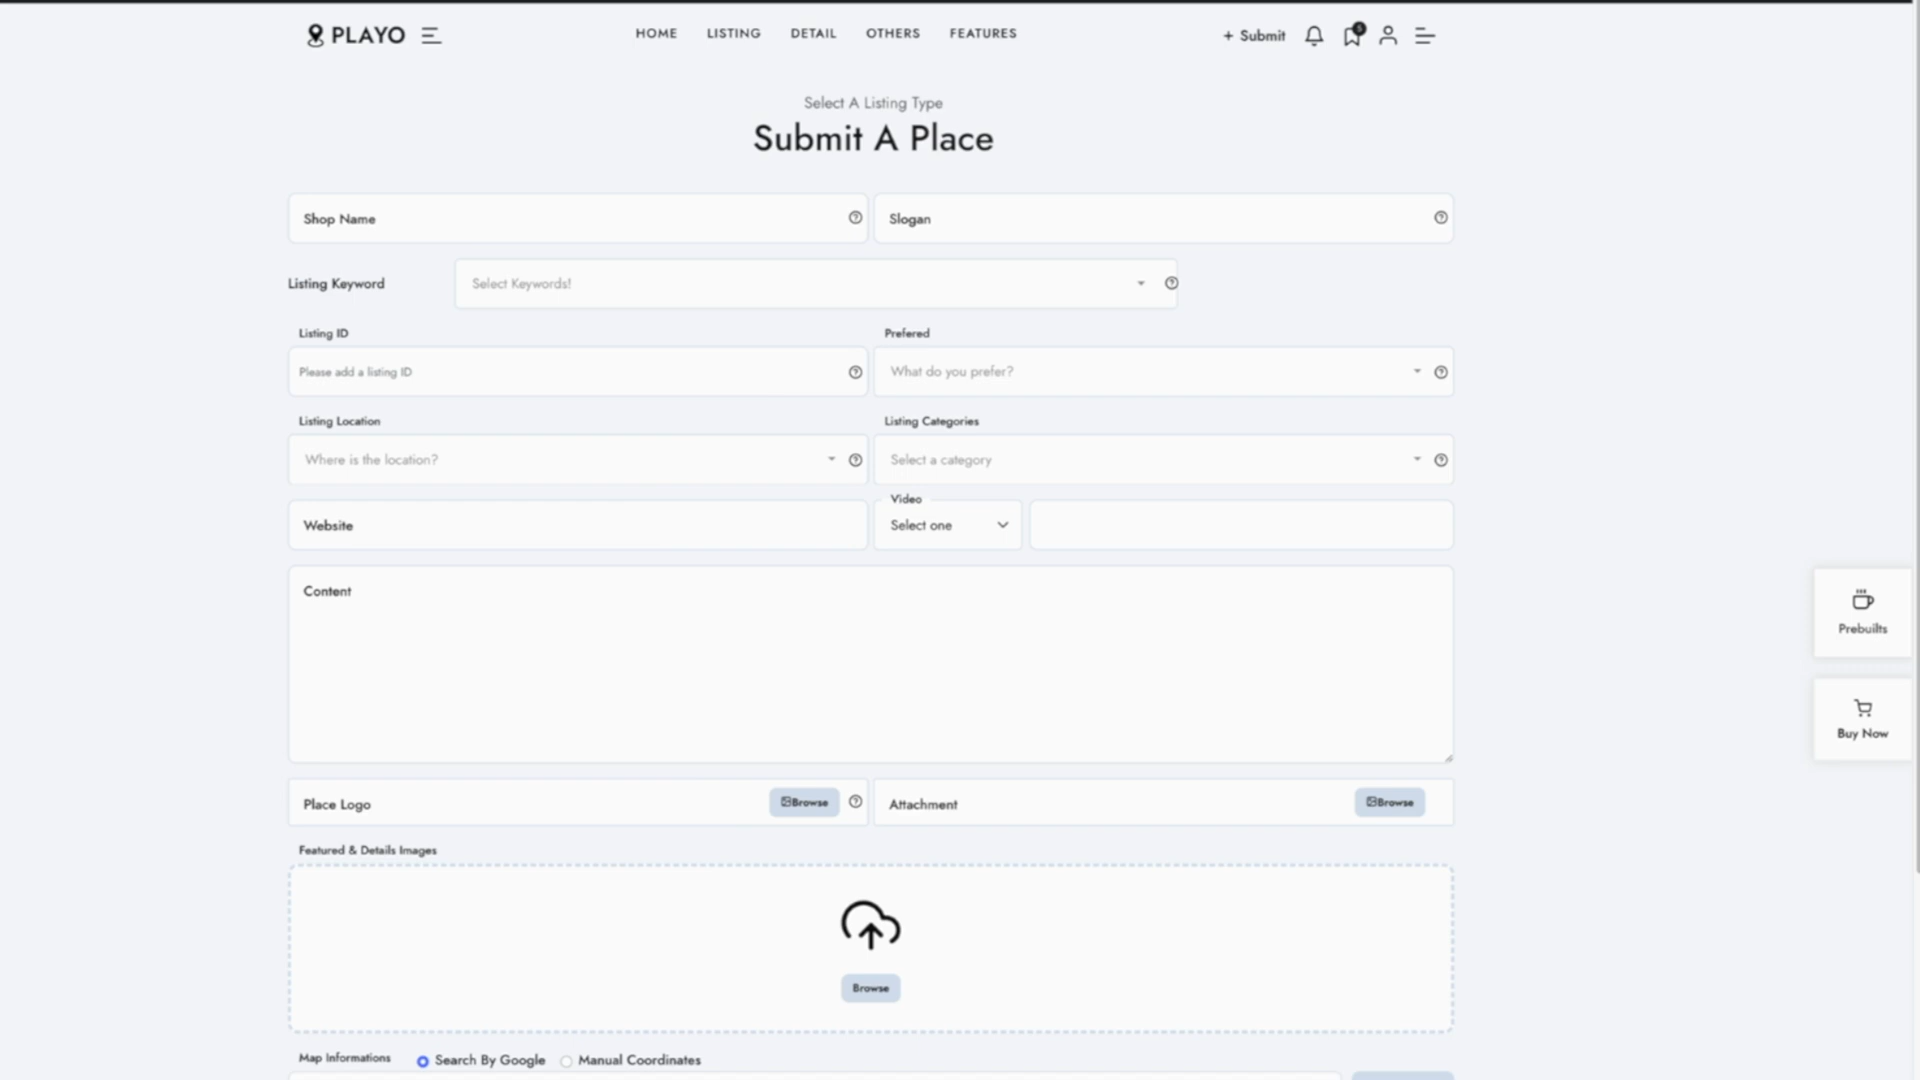 PLAYO
HOME LISTING DETAIL OTHERS FEATURES
+ Submit
Select A Listing Type
Submit A Place
Shop Name
Slogan
Listing Keyword
Select Keywords!
Listing ID
Prefered
Please add a listing ID
What do you prefer?
Listing Location
Listing Categories
Where is the location?
Select a category
Video
Website
Select one
Content
Prebuilts
Buy Now
Place Logo
Browse
Attachment
Browse
Featured & Details Images
Browse
Map Informations
Search By Google
Manual Coordinates